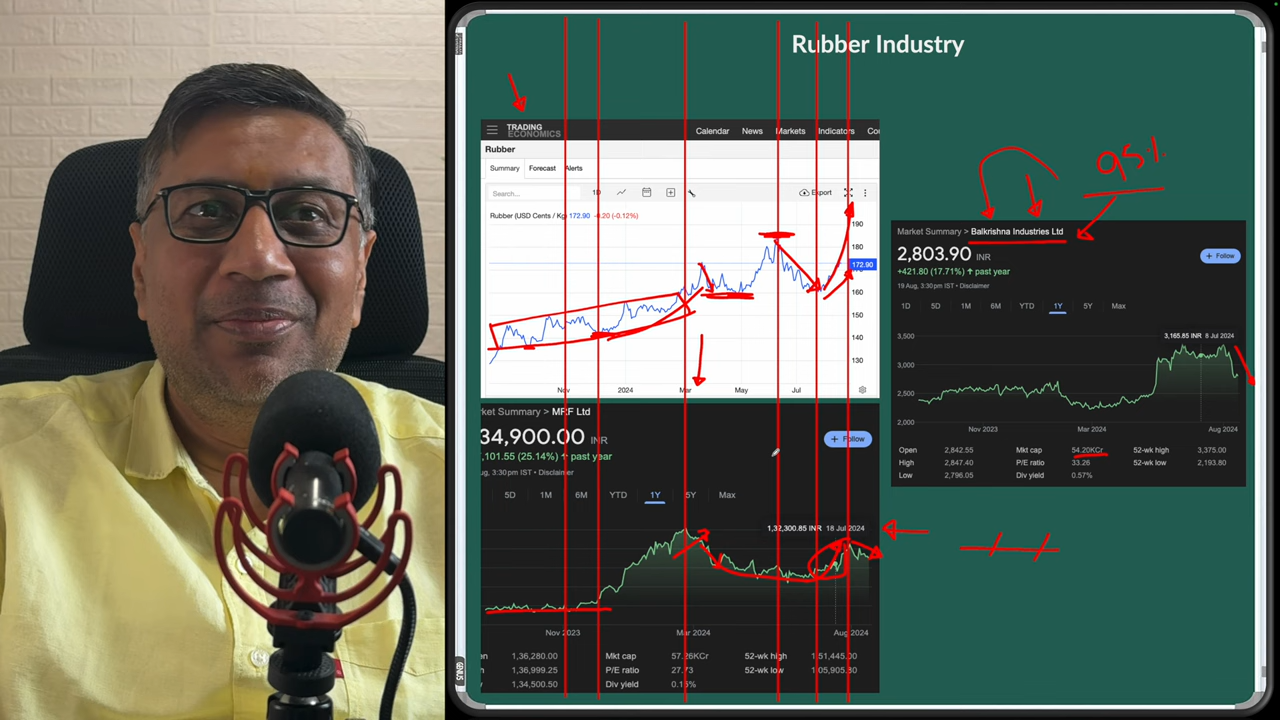 Rubber Industry
TRADING
ECONOMICS
Calendar News Markets Indicators Cou
Rubber
Summary Forecast Alerts
Search... 1D Export
Rubber (USD Cents / Kg) 172.90 -0.20 (-0.12%)
190
180
172.90
160
150
140
130
Nov 2024 Mar May Jul
95%
Market Summary > Balkrishna Industries Ltd
2,803.90 INR
+ Follow
+421.80 (17.71%) ↑ past year
19 Aug, 3:30 pm IST • Disclaimer
1D 5D 1M 6M YTD 1Y 5Y Max
3,500
3,165.85 INR 8 Jul 2024
3,000
2,500
2,000
Nov 2023 Mar 2024 Aug 2024
Open 2,842.55 Mkt cap 54.20KCr 52-wk high 3,375.00
High 2,847.40 P/E ratio 33.26 52-wk low 2,193.80
Low 2,796.05 Div yield 0.57%
rket Summary > MRF Ltd
34,900.00 INR
+ Follow
7,101.55 (25.14%) ↑ past year
Aug, 3:30 pm IST • Disclaimer
5D 1M 6M YTD 1Y 5Y Max
1,32,300.85 INR 18 Jul 2024
Nov 2023 Mar 2024 Aug 2024
en 1,36,280.00 Mkt cap 57.26KCr 52-wk high 1,51,445.00
1,36,999.25 P/E ratio 27.73 52-wk low 1,05,905.80
1,34,500.50 Div yield